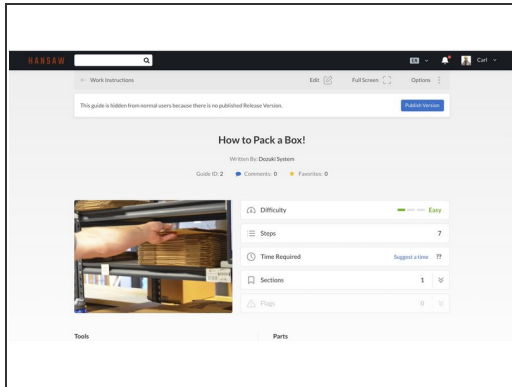 HANSAW
EN
Carl
Work Instructions
Edit
Full Screen
Options
This guide is hidden from normal users because there is no published Release Version.
Publish Version
How to Pack a Box!
Written By: Dozuki System
Guide ID: 2 Comments: 0 Favorites: 0
Difficulty Easy
Steps 7
Time Required Suggest a time ??
Sections 1
Flags 0
Tools Parts